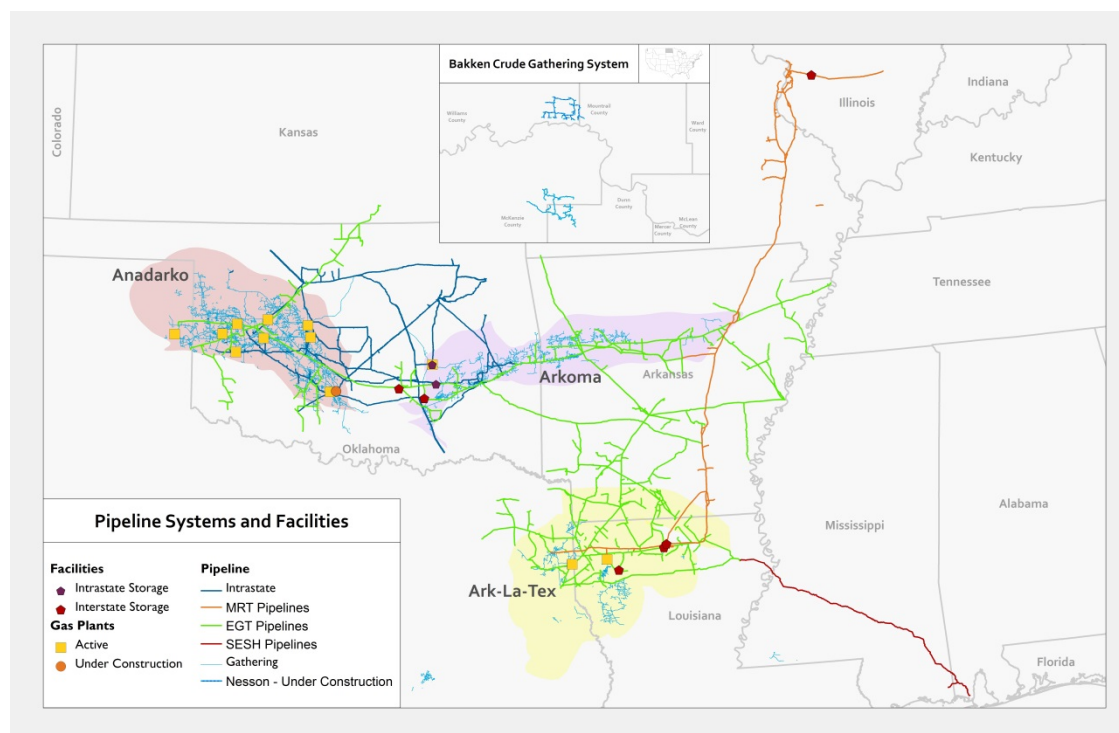 Bakken Crude Gathering System
Williams
County
Mountrail
County
Ward
County
McKenzie
County
Dunn
County
Mercer
County
McLean
County
Colorado
Kansas
Illinois
Indiana
Kentucky
Tennessee
Anadarko
Arkoma
Arkansas
Oklahoma
Mississippi
Alabama
Ark-La-Tex
Louisiana
Florida
Pipeline Systems and Facilities
Facilities
Intrastate Storage
Interstate Storage
Gas Plants
Active
Under Construction
Pipeline
Intrastate
MRT Pipelines
EGT Pipelines
SESH Pipelines
Gathering
Nesson - Under Construction